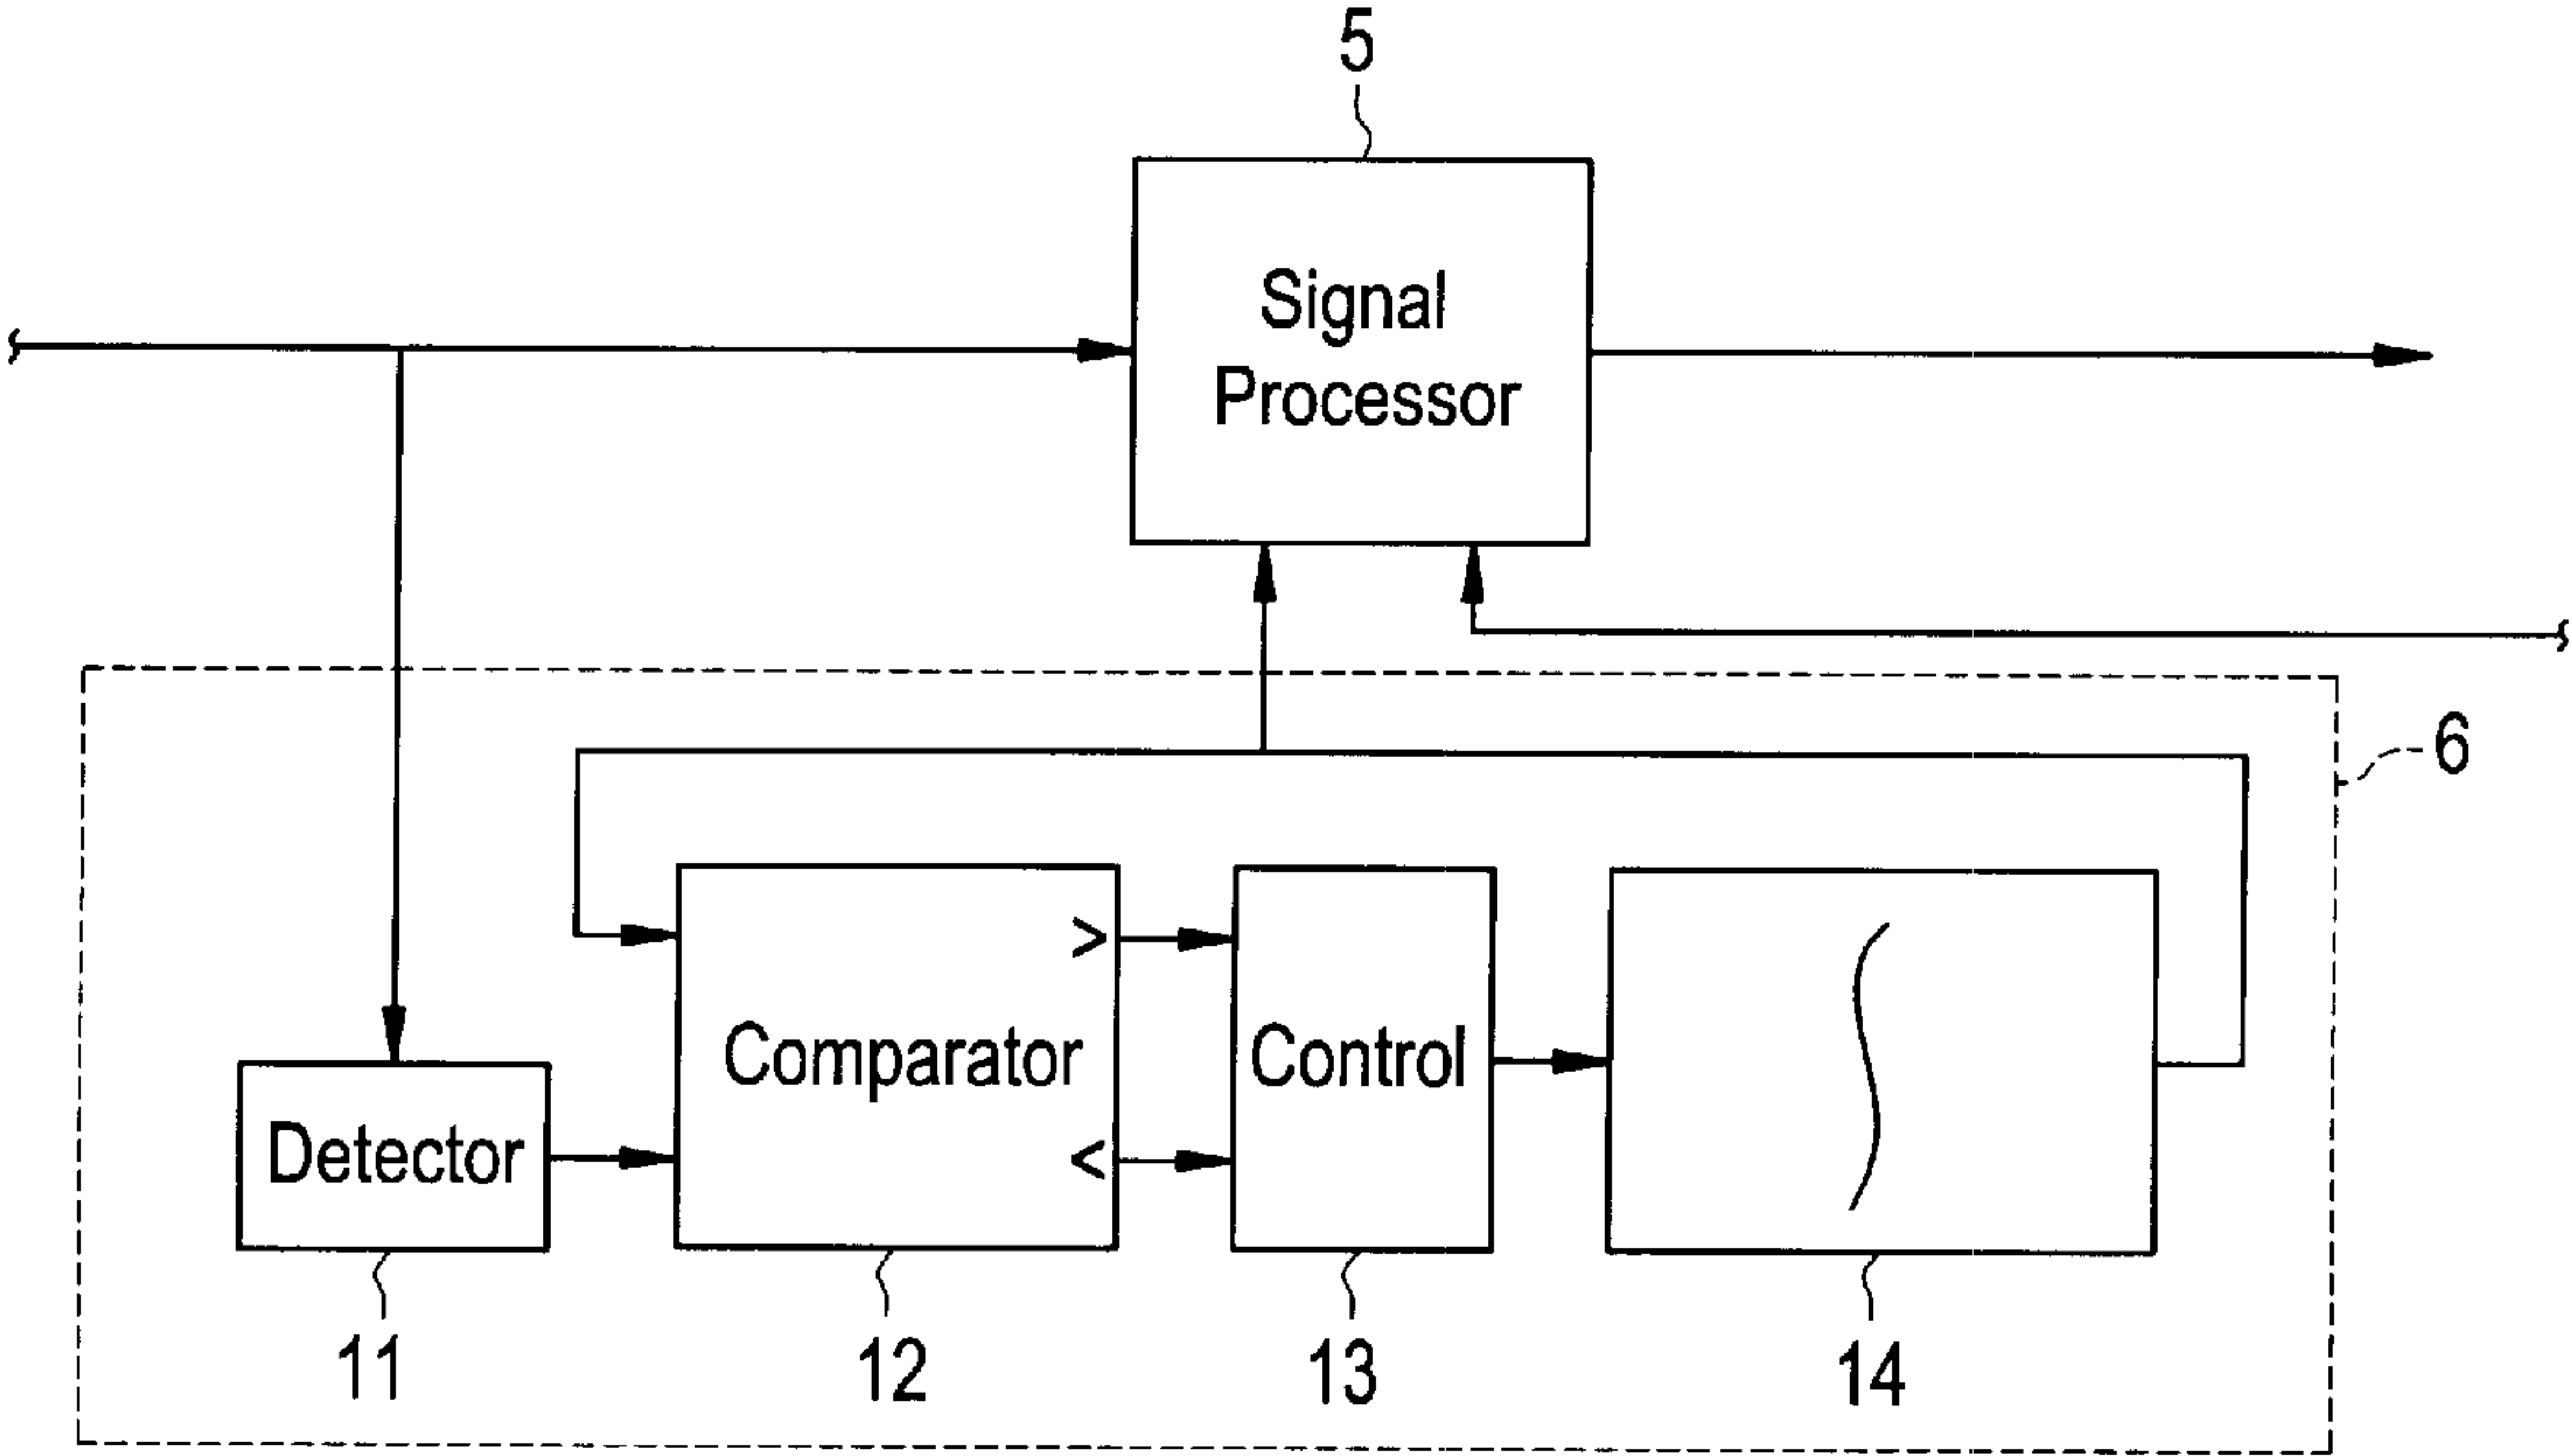 5
Signal
Processor
6
>
Comparator
Control
Detector
<
11
12
13
14